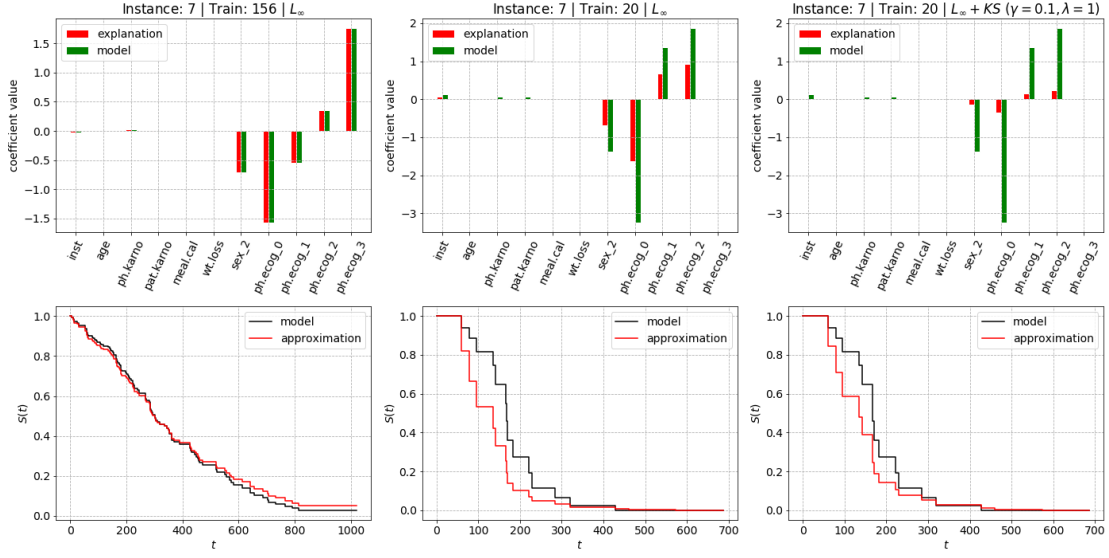 Instance: 7 | Train: 156 | L∞
explanation
model
coefficient value
1.5
1.0
0.5
0.0
−0.5
−1.0
−1.5
inst
age
ph.karno
pat.karno
meal.cal
wt.loss
sex_2
ph.ecog_0
ph.ecog_1
ph.ecog_2
ph.ecog_3
Instance: 7 | Train: 20 | L∞
explanation
model
coefficient value
2
1
0
−1
−2
−3
inst
age
ph.karno
pat.karno
meal.cal
wt.loss
sex_2
ph.ecog_0
ph.ecog_1
ph.ecog_2
ph.ecog_3
Instance: 7 | Train: 20 | L∞ + KS (γ = 0.1, λ = 1)
explanation
model
coefficient value
2
1
0
−1
−2
−3
inst
age
ph.karno
pat.karno
meal.cal
wt.loss
sex_2
ph.ecog_0
ph.ecog_1
ph.ecog_2
ph.ecog_3
model
approximation
S(t)
1.0
0.8
0.6
0.4
0.2
0.0
0 200 400 600 800 1000
t
model
approximation
S(t)
1.0
0.8
0.6
0.4
0.2
0.0
0 100 200 300 400 500 600 700
t
model
approximation
S(t)
1.0
0.8
0.6
0.4
0.2
0.0
0 100 200 300 400 500 600 700
t